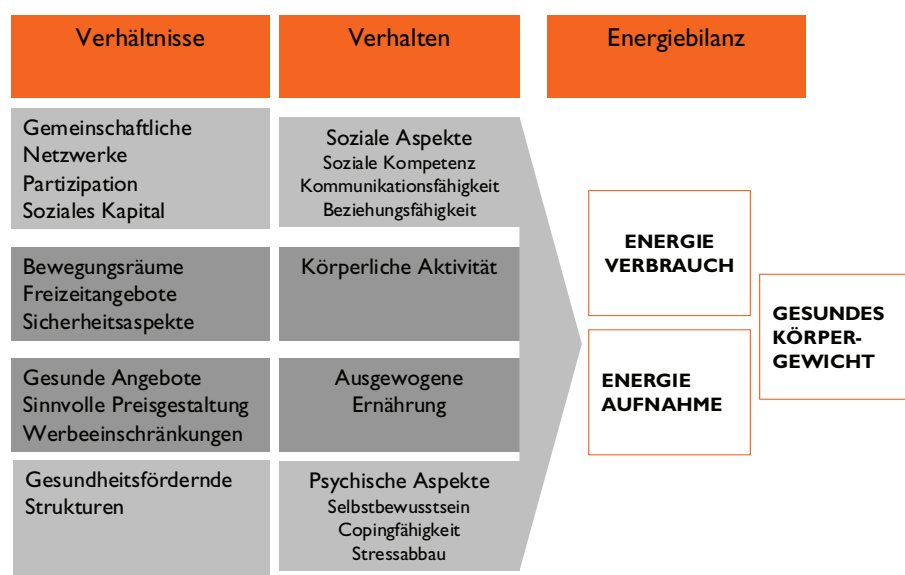 Verhältnisse
Verhalten
Energiebilanz
Gemeinschaftliche
Netzwerke
Partizipation
Soziales Kapital
Soziale Aspekte
Soziale Kompetenz
Kommunikationsfähigkeit
Beziehungsfähigkeit
Bewegungsräume
Freizeitangebote
Sicherheitsaspekte
Körperliche Aktivität
Gesunde Angebote
Sinnvolle Preisgestaltung
Werbeeinschränkungen
Ausgewogene
Ernährung
Gesundheitsfördernde
Strukturen
Psychische Aspekte
Selbstbewusstsein
Copingfähigkeit
Stressabbau
ENERGIE
VERBRAUCH
ENERGIE
AUFNAHME
GESUNDES
KÖRPER-
GEWICHT